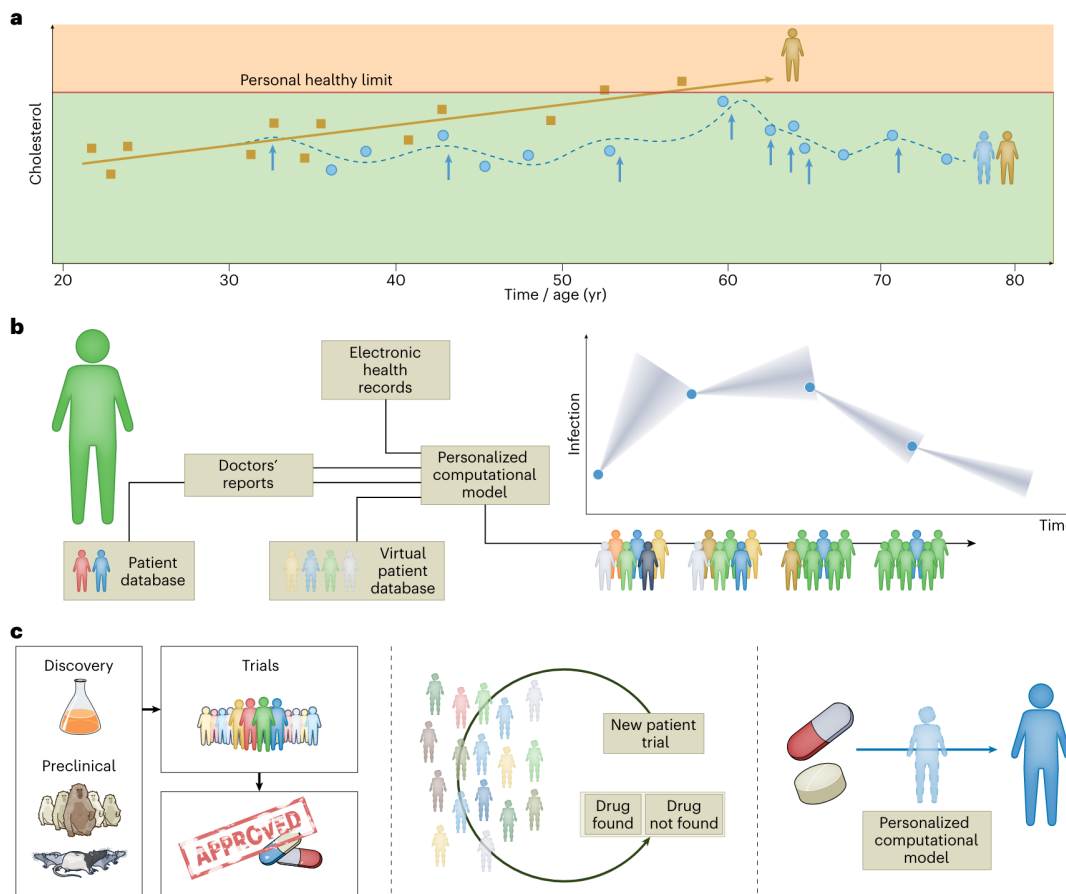 a
Personal healthy limit
Cholesterol
20
30
40
50
60
70
80
Time / age (yr)
b
Electronic
health
records
Doctors’
reports
Personalized
computational
model
Patient
database
Virtual
patient
database
Infection
Time
c
Discovery
Preclinical
Trials
APPROVED
New patient
trial
Drug
found
Drug
not found
Personalized
computational
model